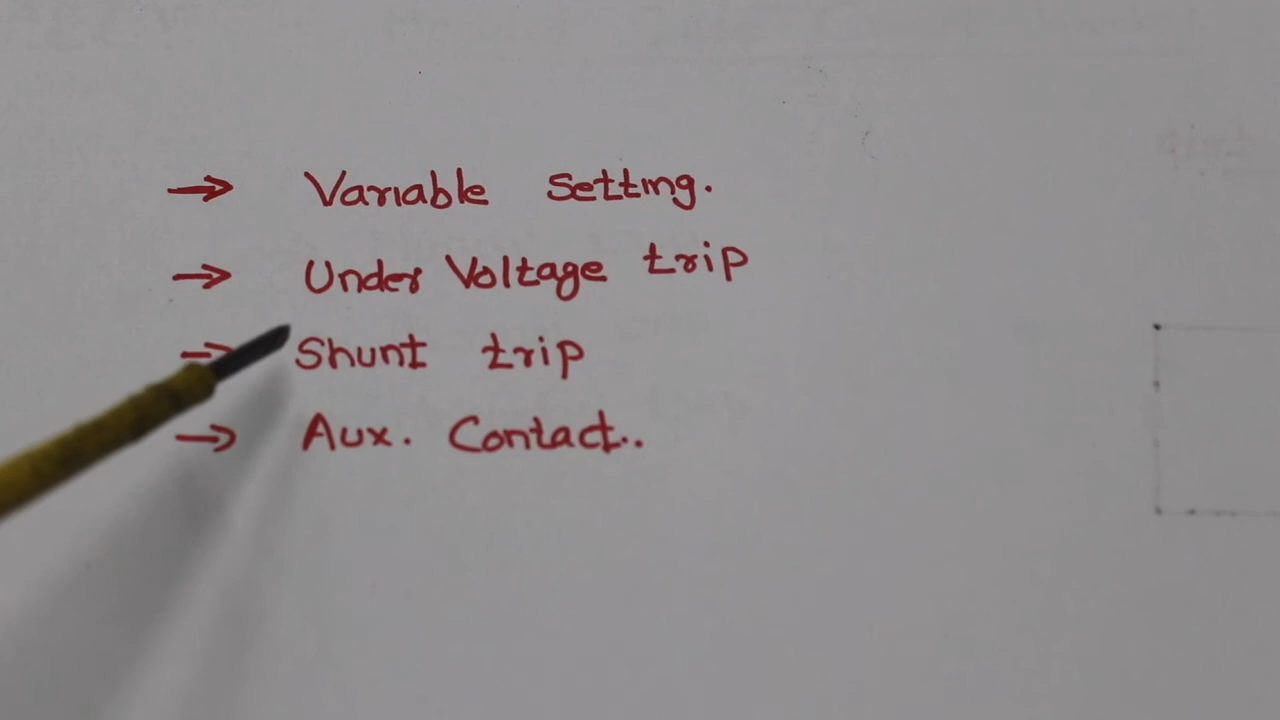 → Variable Setting.
→ Under Voltage trip
→ Shunt trip
→ Aux. Contact..